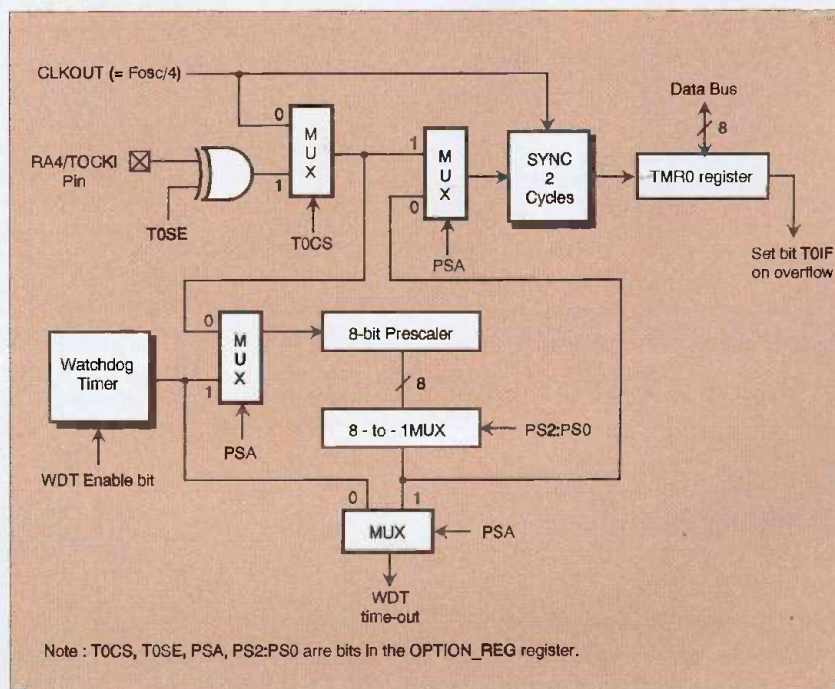 CLKOUT (= Fosc/4)
Data Bus
8
0
MUX
1
RA4/TOCKI
Pin
T0SE
T0CS
1
MUX
0
PSA
SYNC
2
Cycles
TMR0 register
Set bit T0IF
on overflow
0
MUX
1
PSA
8-bit Prescaler
8
Watchdog
Timer
8 - to - 1MUX
PS2:PS0
WDT Enable bit
0
1
MUX
PSA
WDT
time-out
Note : T0CS, T0SE, PSA, PS2:PS0 arre bits in the OPTION_REG register.